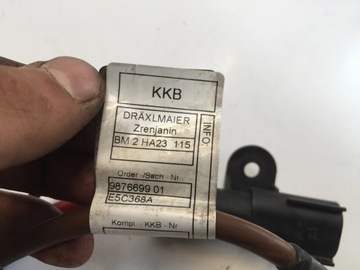 KKB
DRÄXLMAIER
Zrenjanin
BM 2 HA23 115
INFO:
Order -/Sach - Nr
9876699 01
E5C368A
Kompl - KKB - Nr